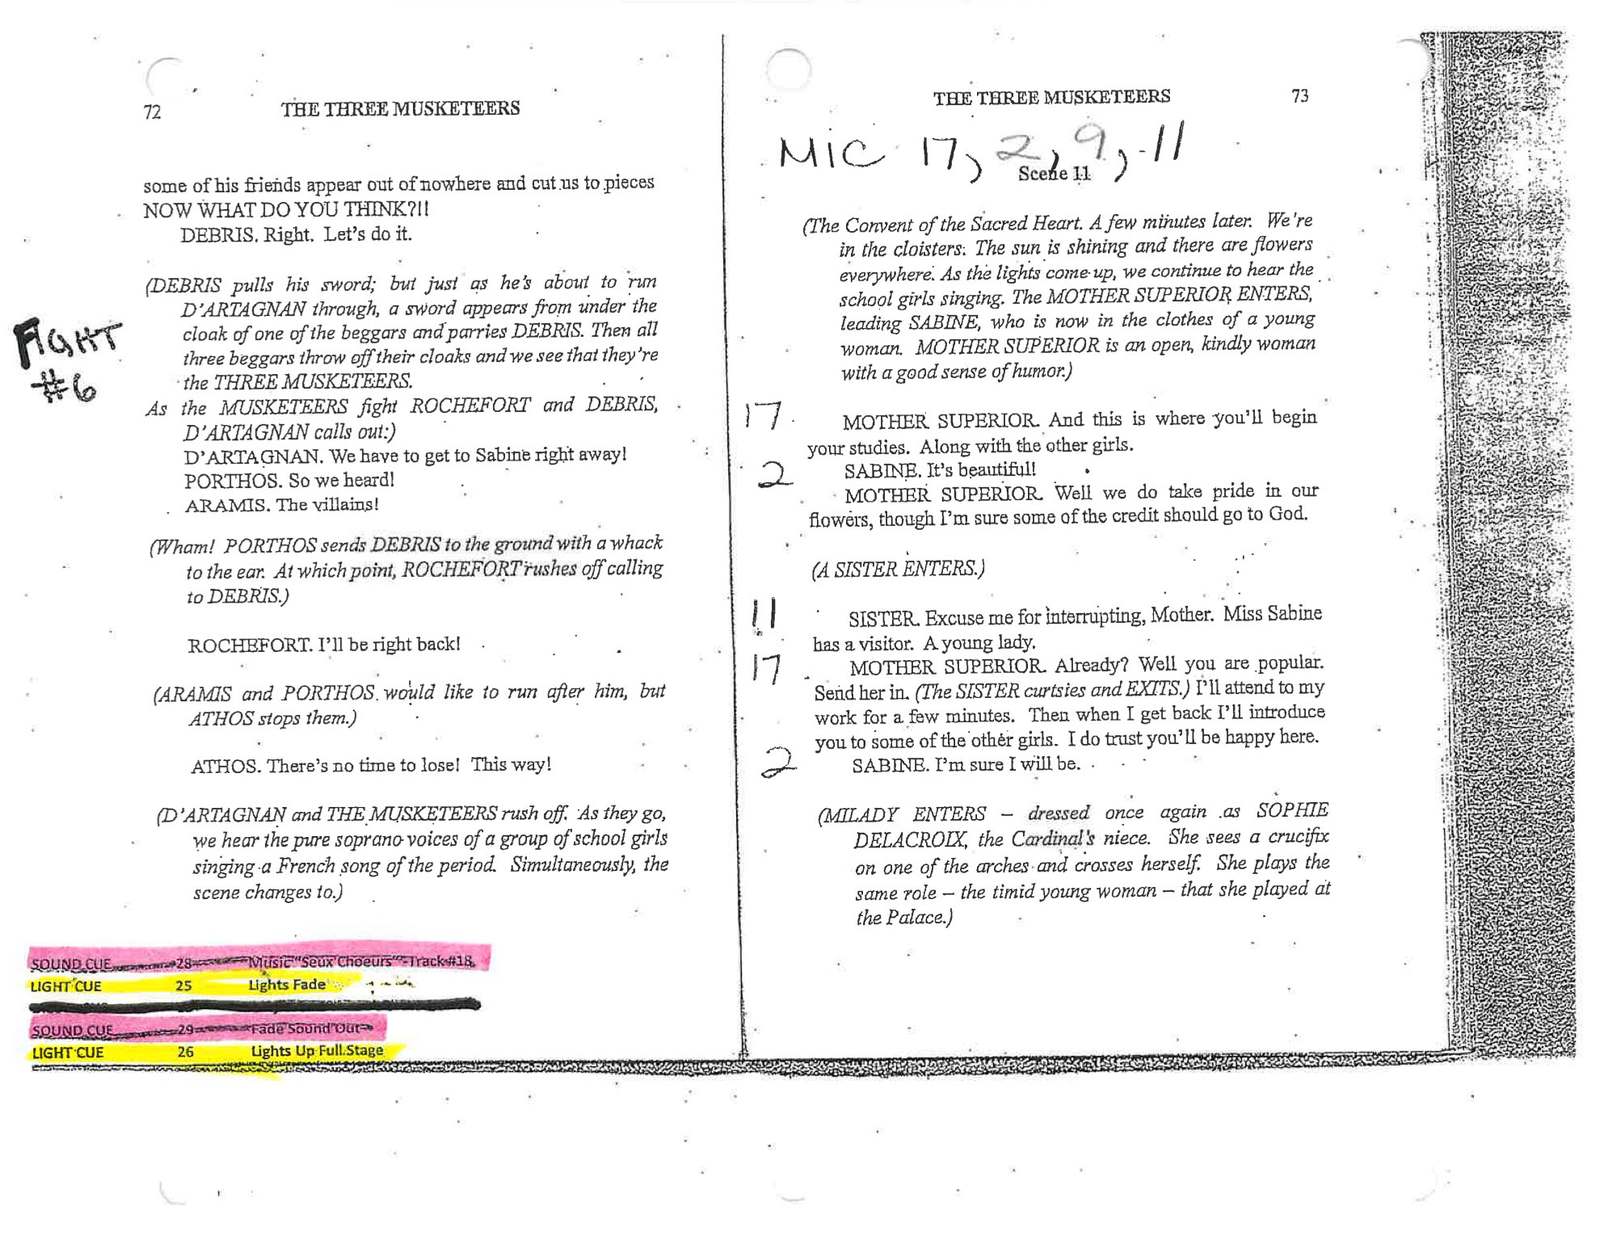 72 THE THREE MUSKETEERS
some of his friends appear out of nowhere and cut us to pieces
NOW WHAT DO YOU THINK?!!
DEBRIS. Right. Let's do it.
(DEBRIS pulls his sword; but just as he's about to run
D'ARTAGNAN through, a sword appears from under the
cloak of one of the beggars and parries DEBRIS. Then all
three beggars throw off their cloaks and we see that they're
the THREE MUSKETEERS.
FIGHT
#6
As the MUSKETEERS fight ROCHEFORT and DEBRIS,
D'ARTAGNAN calls out:)
D'ARTAGNAN. We have to get to Sabine right away!
PORTHOS. So we heard!
ARAMIS. The villains!
(Wham! PORTHOS sends DEBRIS to the ground with a whack
to the ear. At which point, ROCHEFORT rushes off calling
to DEBRIS.)
ROCHEFORT. I'll be right back!
(ARAMIS and PORTHOS would like to run after him, but
ATHOS stops them.)
ATHOS. There's no time to lose! This way!
(D'ARTAGNAN and THE MUSKETEERS rush off. As they go,
we hear the pure soprano voices of a group of school girls
singing a French song of the period. Simultaneously, the
scene changes to.)
SOUND CUE 28 Music "Seux Choeurs" Track #18
LIGHT CUE 25 Lights Fade
SOUND CUE 29 Fade Sound Out
LIGHT CUE 26 Lights Up Full Stage
THE THREE MUSKETEERS 73
MIC 17, 2, 9, 11
Scene 11
(The Convent of the Sacred Heart. A few minutes later. We're
in the cloisters. The sun is shining and there are flowers
everywhere. As the lights come up, we continue to hear the
school girls singing. The MOTHER SUPERIOR ENTERS,
leading SABINE, who is now in the clothes of a young
woman. MOTHER SUPERIOR is an open, kindly woman
with a good sense of humor.)
17 MOTHER SUPERIOR. And this is where you'll begin
your studies. Along with the other girls.
2 SABINE. It's beautiful!
MOTHER SUPERIOR. Well we do take pride in our
flowers, though I'm sure some of the credit should go to God.
(A SISTER ENTERS.)
11 SISTER. Excuse me for interrupting, Mother. Miss Sabine
has a visitor. A young lady.
17 MOTHER SUPERIOR. Already? Well you are popular.
Send her in. (The SISTER curtsies and EXITS.) I'll attend to my
work for a few minutes. Then when I get back I'll introduce
you to some of the other girls. I do trust you'll be happy here.
2 SABINE. I'm sure I will be.
(MILADY ENTERS – dressed once again as SOPHIE
DELACROIX, the Cardinal's niece. She sees a crucifix
on one of the arches and crosses herself. She plays the
same role – the timid young woman – that she played at
the Palace.)